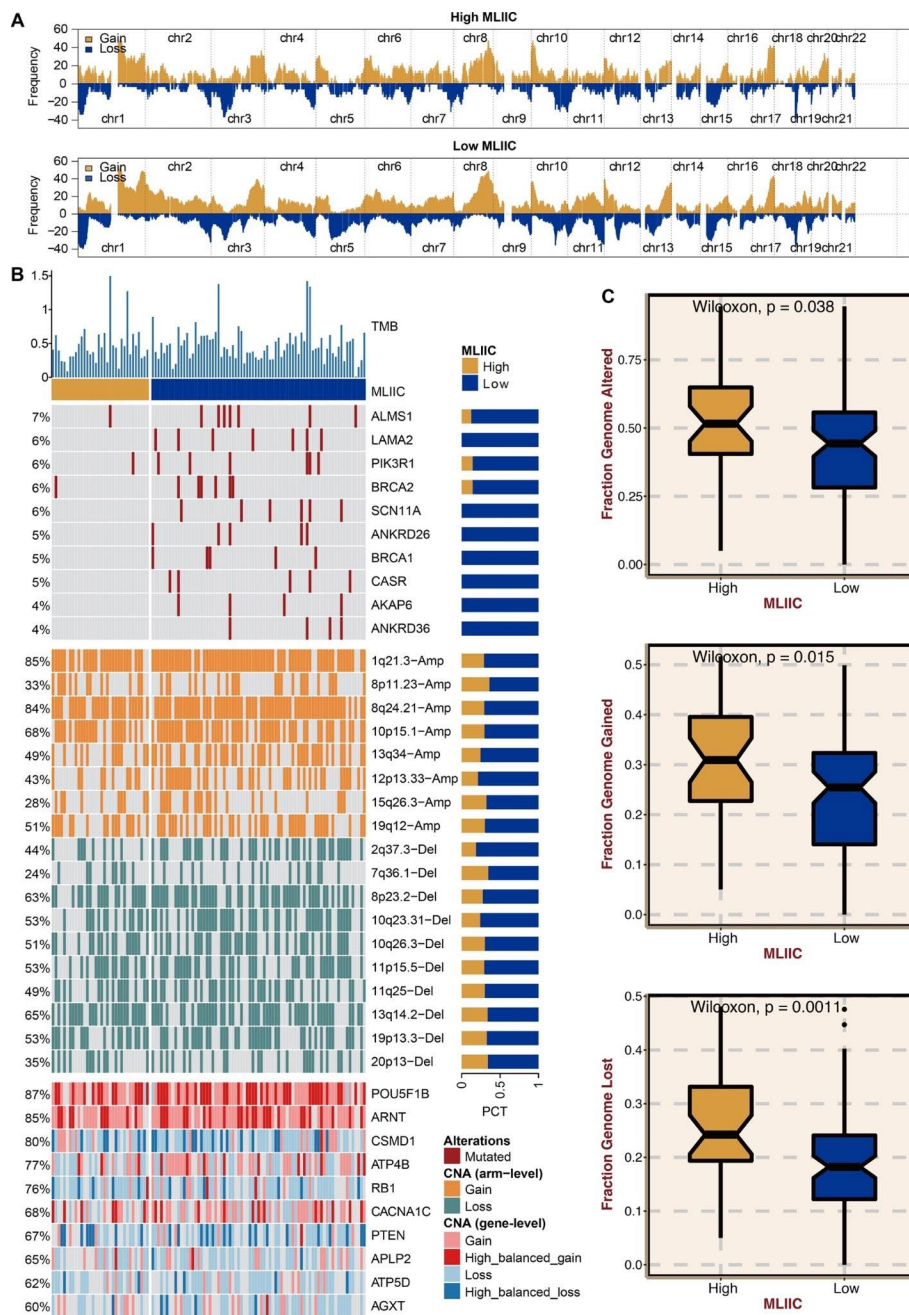 A
High MLIIC
Frequency
60
40
20
0
−20
−40
Gain
Loss
chr2
chr4
chr6
chr8
chr10
chr12
chr14
chr16
chr18
chr20
chr22
chr1
chr3
chr5
chr7
chr9
chr11
chr13
chr15
chr17
chr19
chr21
Low MLIIC
Frequency
60
40
20
0
−20
−40
Gain
Loss
chr2
chr4
chr6
chr8
chr10
chr12
chr14
chr16
chr18
chr20
chr22
chr1
chr3
chr5
chr7
chr9
chr11
chr13
chr15
chr17
chr19
chr21
B
1.5
1
0.5
0
TMB
MLIIC
MLIIC
High
Low
7% ALMS1
6% LAMA2
6% PIK3R1
6% BRCA2
6% SCN11A
5% ANKRD26
5% BRCA1
5% CASR
4% AKAP6
4% ANKRD36
85% 1q21.3−Amp
33% 8p11.23−Amp
84% 8q24.21−Amp
68% 10p15.1−Amp
49% 13q34−Amp
43% 12p13.33−Amp
28% 15q26.3−Amp
51% 19q12−Amp
44% 2q37.3−Del
24% 7q36.1−Del
63% 8p23.2−Del
53% 10q23.31−Del
51% 10q26.3−Del
53% 11p15.5−Del
49% 11q25−Del
65% 13q14.2−Del
53% 19p13.3−Del
35% 20p13−Del
0 0.5 1
PCT
87% POU5F1B
85% ARNT
80% CSMD1
77% ATP4B
76% RB1
68% CACNA1C
67% PTEN
65% APLP2
62% ATP5D
60% AGXT
Alterations
Mutated
CNA (arm−level)
Gain
Loss
CNA (gene−level)
Gain
High_balanced_gain
Loss
High_balanced_loss
C
Wilcoxon, p = 0.038
Fraction Genome Altered
0.75
0.50
0.25
0.00
High Low
MLIIC
Wilcoxon, p = 0.015
Fraction Genome Gained
0.5
0.4
0.3
0.2
0.1
0.0
High Low
MLIIC
Wilcoxon, p = 0.0011
Fraction Genome Lost
0.5
0.4
0.3
0.2
0.1
0.0
High Low
MLIIC